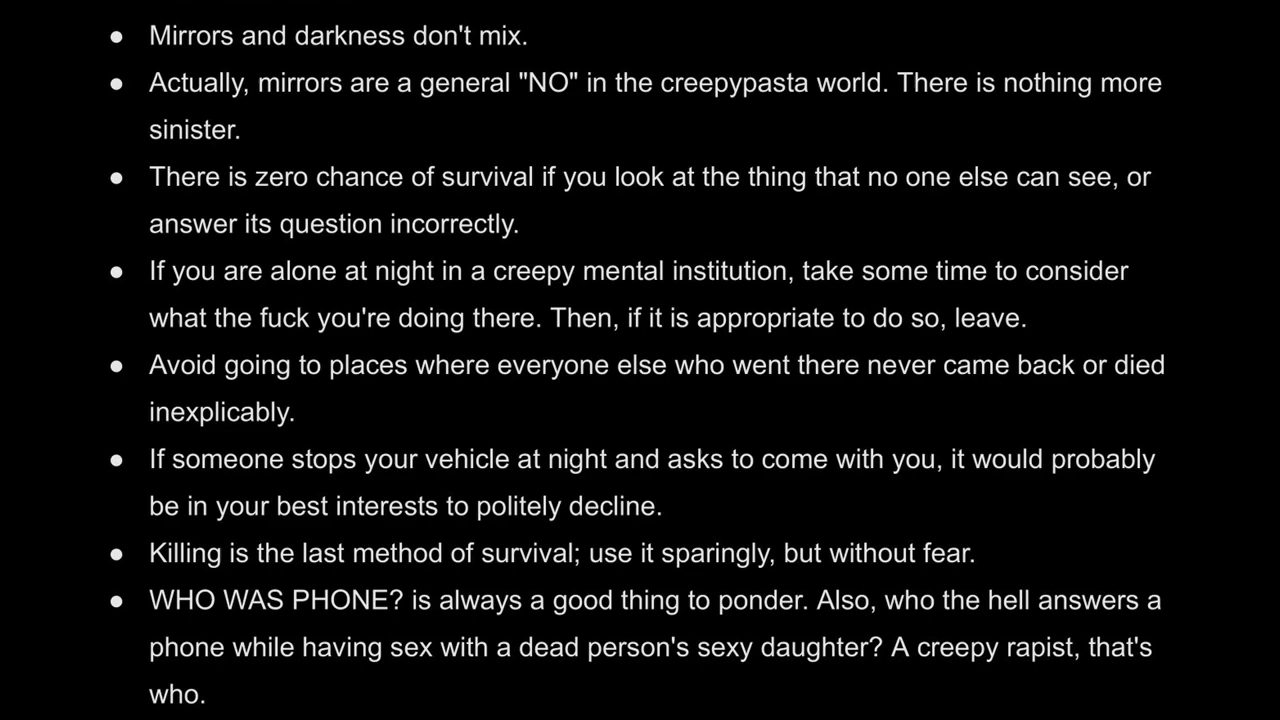 ● Mirrors and darkness don't mix.
● Actually, mirrors are a general "NO" in the creepypasta world. There is nothing more
sinister.
● There is zero chance of survival if you look at the thing that no one else can see, or
answer its question incorrectly.
● If you are alone at night in a creepy mental institution, take some time to consider
what the fuck you're doing there. Then, if it is appropriate to do so, leave.
● Avoid going to places where everyone else who went there never came back or died
inexplicably.
● If someone stops your vehicle at night and asks to come with you, it would probably
be in your best interests to politely decline.
● Killing is the last method of survival; use it sparingly, but without fear.
● WHO WAS PHONE? is always a good thing to ponder. Also, who the hell answers a
phone while having sex with a dead person's sexy daughter? A creepy rapist, that's
who.